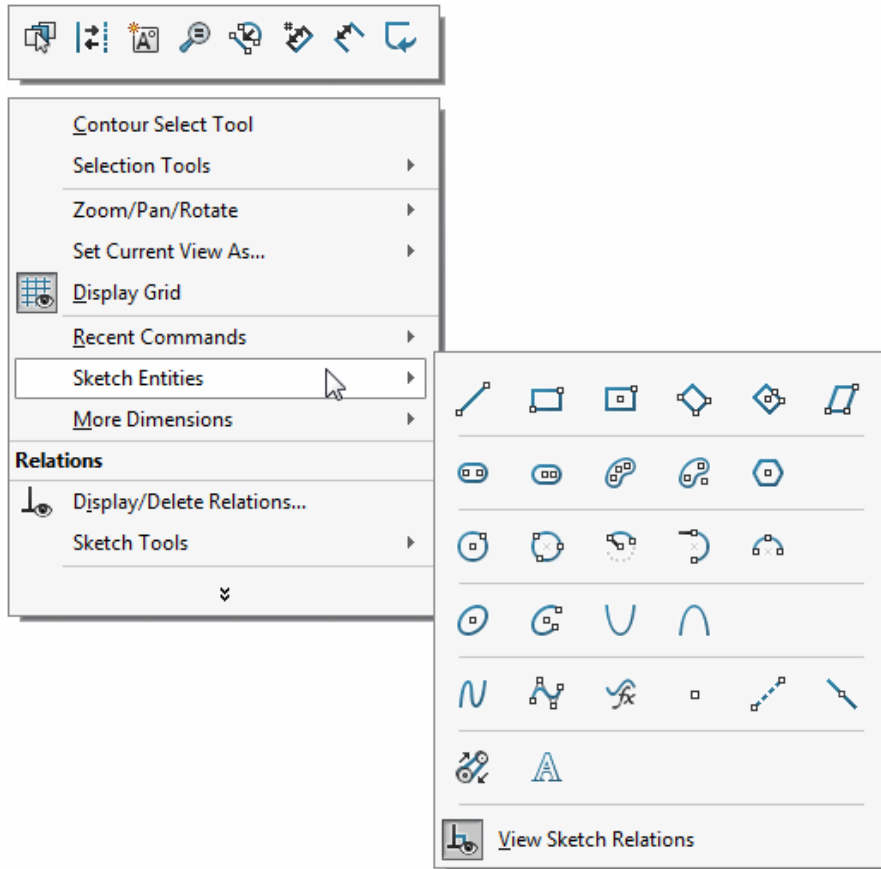 Contour Select Tool
Selection Tools
Zoom/Pan/Rotate
Set Current View As...
Display Grid
Recent Commands
Sketch Entities
More Dimensions
Relations
Display/Delete Relations...
Sketch Tools
View Sketch Relations